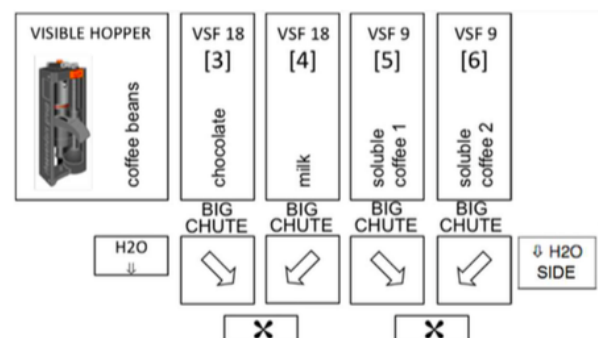 VISIBLE HOPPER
coffee beans
VSF 18
[3]
chocolate
VSF 18
[4]
milk
VSF 9
[5]
soluble
coffee 1
VSF 9
[6]
soluble
coffee 2
BIG
CHUTE
BIG
CHUTE
BIG
CHUTE
BIG
CHUTE
H2O
⇩
⇩ H2O
SIDE